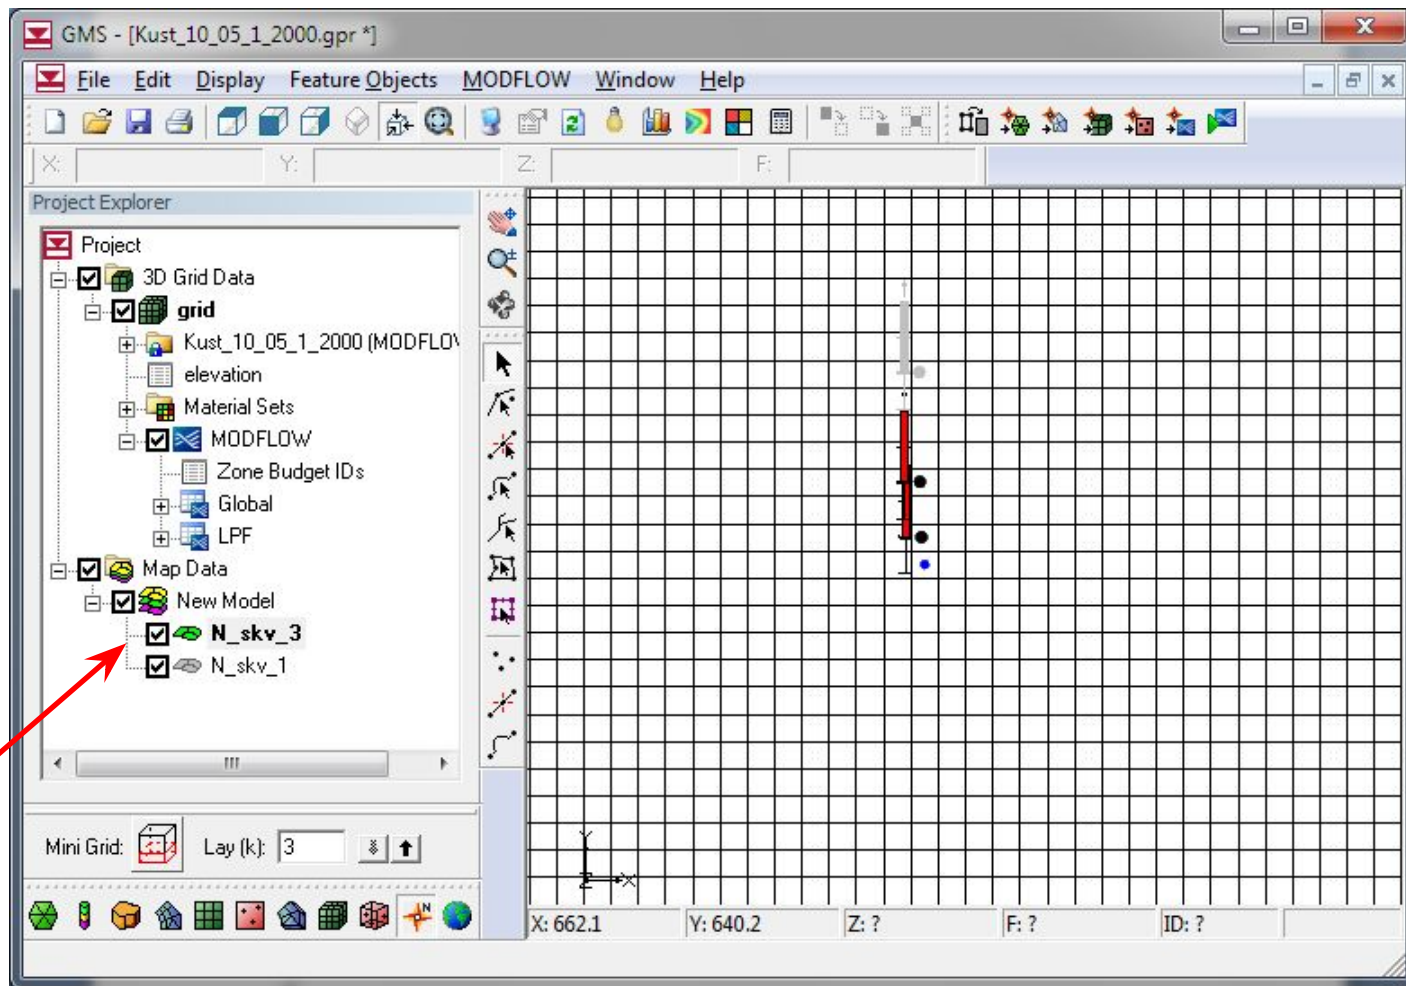 GMS - [Kust_10_05_1_2000.gpr *]
File Edit Display Feature Objects MODFLOW Window Help
X: Y: Z: F:
Project Explorer
Project
3D Grid Data
grid
Kust_10_05_1_2000 (MODFLOW
elevation
Material Sets
MODFLOW
Zone Budget IDs
Global
LPF
Map Data
New Model
N_skv_3
N_skv_1
Mini Grid: Lay (k): 3
Y
Z X
X: 662.1 Y: 640.2 Z: ? F: ? ID: ?